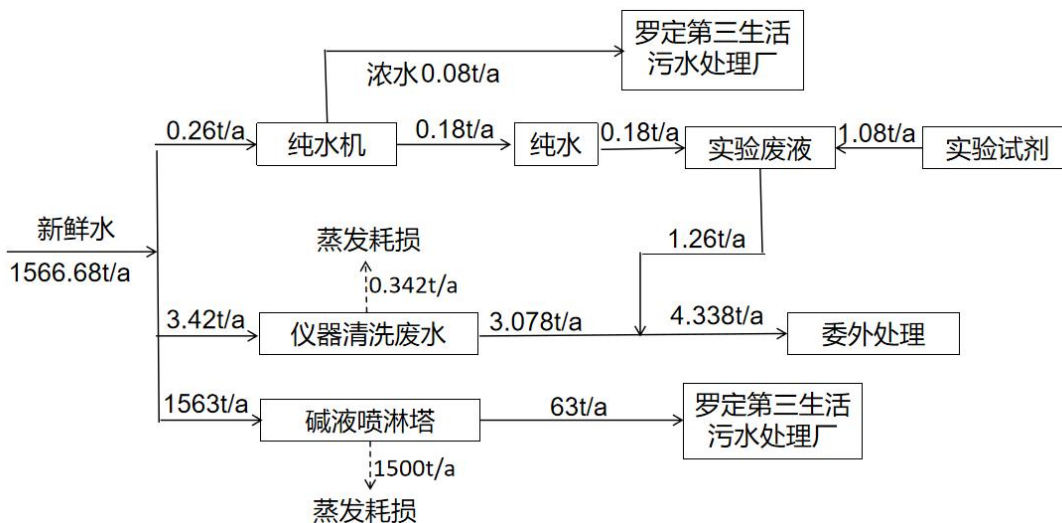 罗定第三生活
污水处理厂
浓水0.08t/a
0.26t/a
纯水机
0.18t/a
纯水
0.18t/a
实验废液
1.08t/a
实验试剂
新鲜水
1566.68t/a
1.26t/a
蒸发耗损
0.342t/a
3.42t/a
仪器清洗废水
3.078t/a
4.338t/a
委外处理
1563t/a
碱液喷淋塔
63t/a
罗定第三生活
污水处理厂
1500t/a
蒸发耗损